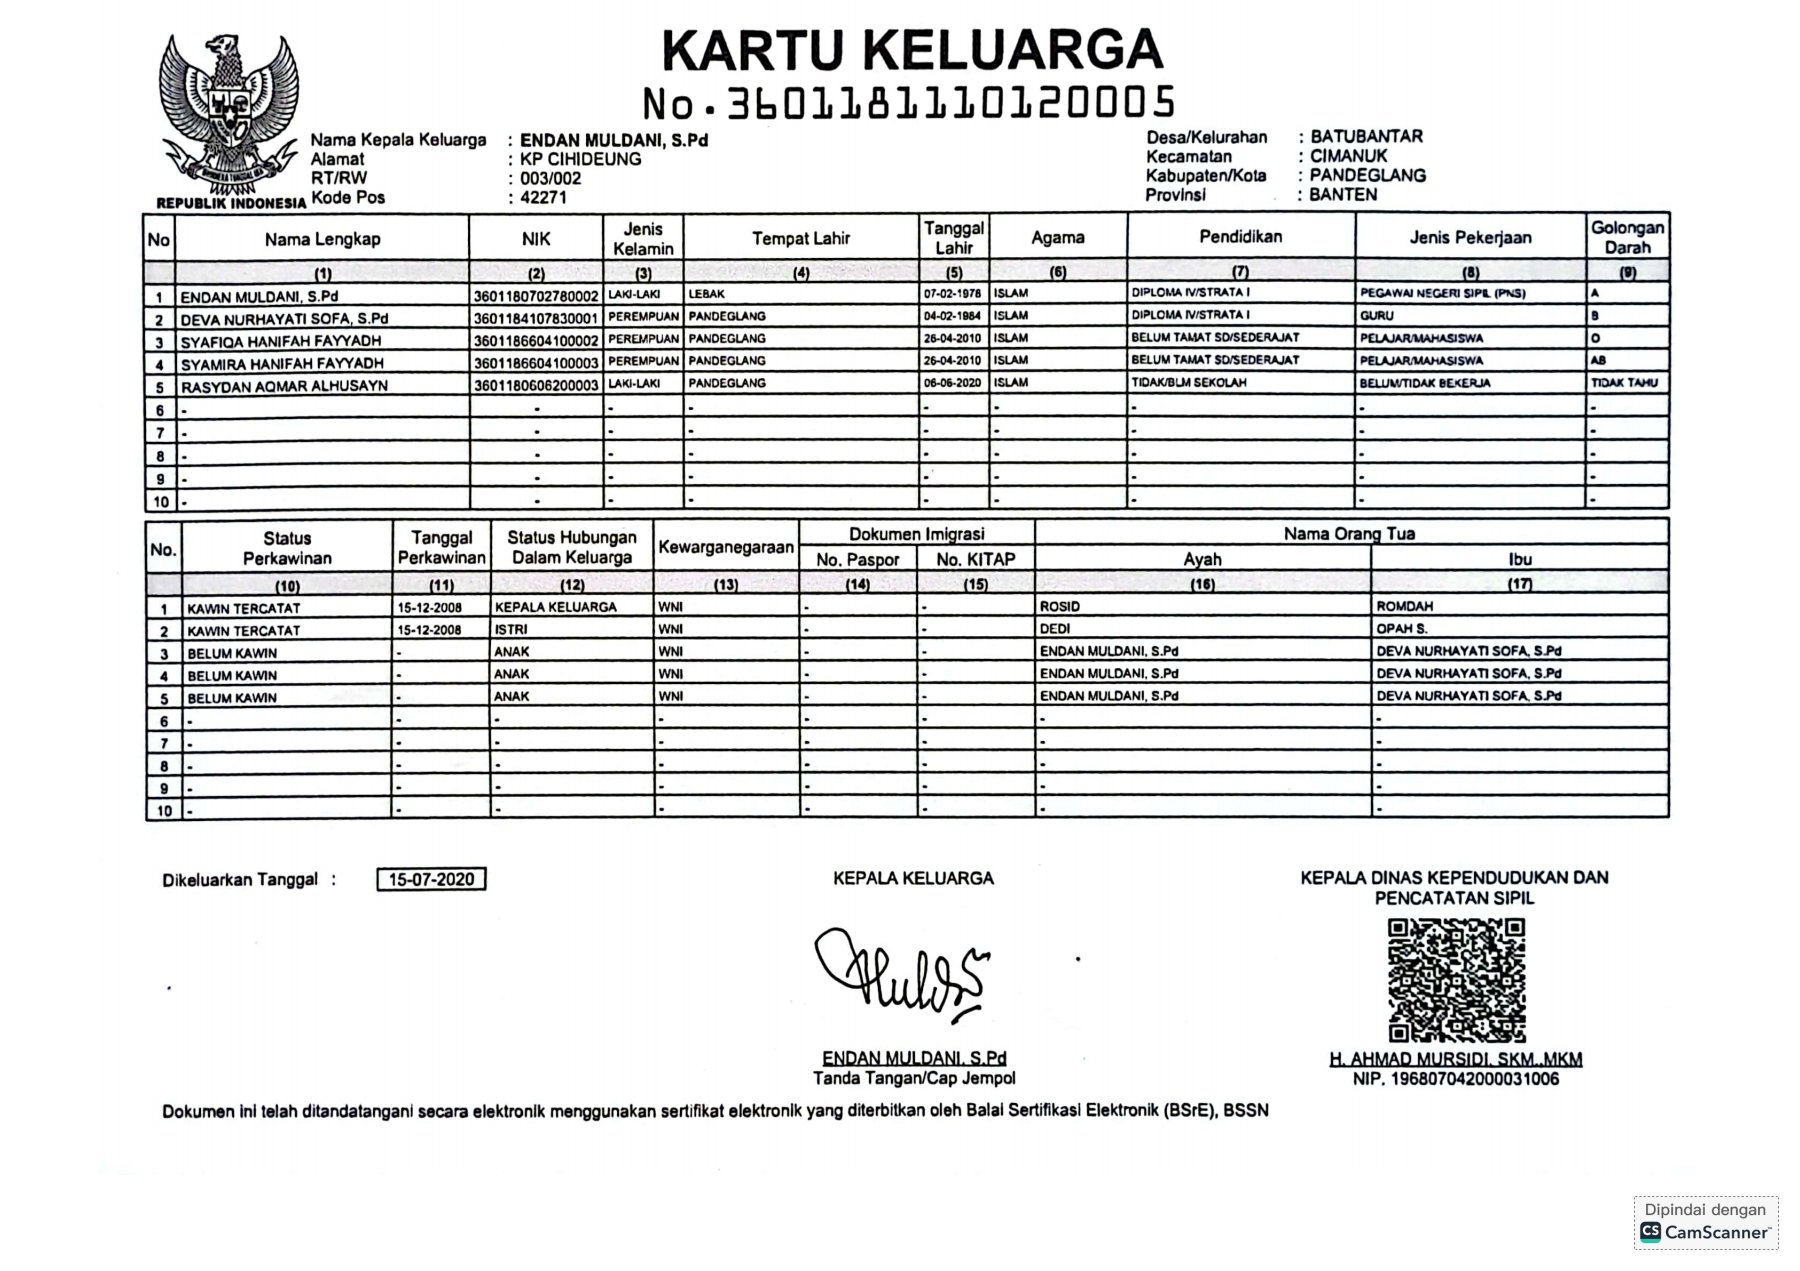 KARTU KELUARGA
No. 3601181110120005
Nama Kepala Keluarga : ENDAN MULDANI, S.Pd
Alamat : KP CIHIDEUNG
RT/RW : 003/002
Kode Pos : 42271
Desa/Kelurahan : BATUBANTAR
Kecamatan : CIMANUK
Kabupaten/Kota : PANDEGLANG
Provinsi : BANTEN
REPUBLIK INDONESIA
No Nama Lengkap NIK Jenis Kelamin Tempat Lahir Tanggal Lahir Agama Pendidikan Jenis Pekerjaan Golongan Darah
(1) (2) (3) (4) (5) (6) (7) (8) (9)
1 ENDAN MULDANI, S.Pd 3601180702780002 LAKI-LAKI LEBAK 07-02-1978 ISLAM DIPLOMA IV/STRATA I PEGAWAI NEGERI SIPIL (PNS) A
2 DEVA NURHAYATI SOFA, S.Pd 3601184107830001 PEREMPUAN PANDEGLANG 04-02-1984 ISLAM DIPLOMA IV/STRATA I GURU B
3 SYAFIQA HANIFAH FAYYADH 3601186604100002 PEREMPUAN PANDEGLANG 26-04-2010 ISLAM BELUM TAMAT SD/SEDERAJAT PELAJAR/MAHASISWA O
4 SYAMIRA HANIFAH FAYYADH 3601186604100003 PEREMPUAN PANDEGLANG 26-04-2010 ISLAM BELUM TAMAT SD/SEDERAJAT PELAJAR/MAHASISWA AB
5 RASYDAN AQMAR ALHUSAYN 3601180606200003 LAKI-LAKI PANDEGLANG 06-06-2020 ISLAM TIDAK/BLM SEKOLAH BELUM/TIDAK BEKERJA TIDAK TAHU
6 - - - - - - - - -
7 - - - - - - - - -
8 - - - - - - - - -
9 - - - - - - - - -
10 - - - - - - - - -
No. Status Perkawinan Tanggal Perkawinan Status Hubungan Dalam Keluarga Kewarganegaraan Dokumen Imigrasi Nama Orang Tua
No. Paspor No. KITAP Ayah Ibu
(10) (11) (12) (13) (14) (15) (16) (17)
1 KAWIN TERCATAT 15-12-2008 KEPALA KELUARGA WNI - - ROSID ROMDAH
2 KAWIN TERCATAT 15-12-2008 ISTRI WNI - - DEDI OPAH S.
3 BELUM KAWIN - ANAK WNI - - ENDAN MULDANI, S.Pd DEVA NURHAYATI SOFA, S.Pd
4 BELUM KAWIN - ANAK WNI - - ENDAN MULDANI, S.Pd DEVA NURHAYATI SOFA, S.Pd
5 BELUM KAWIN - ANAK WNI - - ENDAN MULDANI, S.Pd DEVA NURHAYATI SOFA, S.Pd
6 - - - - - - - -
7 - - - - - - - -
8 - - - - - - - -
9 - - - - - - - -
10 - - - - - - - -
Dikeluarkan Tanggal : 15-07-2020
KEPALA KELUARGA
ENDAN MULDANI, S.Pd
Tanda Tangan/Cap Jempol
KEPALA DINAS KEPENDUDUKAN DAN
PENCATATAN SIPIL
H. AHMAD MURSIDI, SKM.,MKM
NIP. 196807042000031006
Dokumen ini telah ditandatangani secara elektronik menggunakan sertifikat elektronik yang diterbitkan oleh Balai Sertifikasi Elektronik (BSrE), BSSN
Dipindai dengan
CS CamScanner